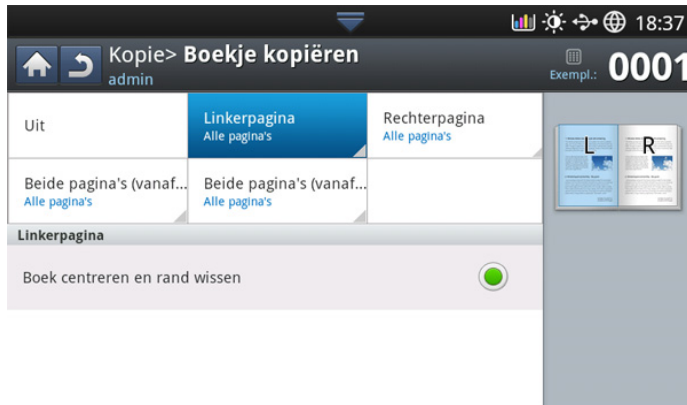 18:37
Kopie> Boekje kopiëren
admin
Exempl.: 0001
Uit
Linkerpagina
Alle pagina's
Rechterpagina
Alle pagina's
Beide pagina's (vanaf...
Alle pagina's
Beide pagina's (vanaf...
Alle pagina's
L R
Linkerpagina
Boek centreren en rand wissen